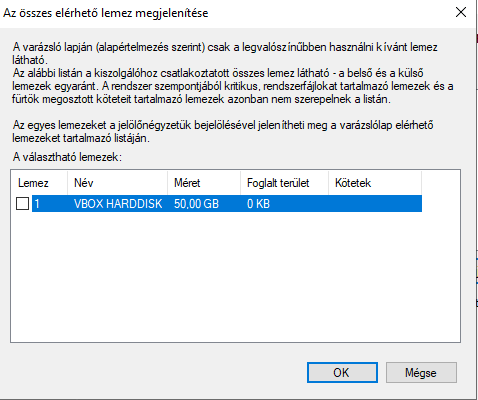 Az összes elérhető lemez megjelenítése
A varázsló lapján (alapértelmezés szerint) csak a legvalószínűbben használni kívánt lemez
látható.
Az alábbi listán a kiszolgálóhoz csatlakoztatott összes lemez látható - a belső és a külső
lemezek egyaránt. A rendszer szempontjából kritikus, rendszerfájlokat tartalmazó lemezek és a
fürtök megosztott köteteit tartalmazó lemezek azonban nem szerepelnek a listán.
Az egyes lemezeket a jelölőnégyzetük bejelölésével jelenítheti meg a varázslólap elérhető
lemezeket tartalmazó listáján.
A választható lemezek:
Lemez Név Méret Foglalt terület Kötetek
1 VBOX HARDDISK 50,00 GB 0 KB
OK Mégse